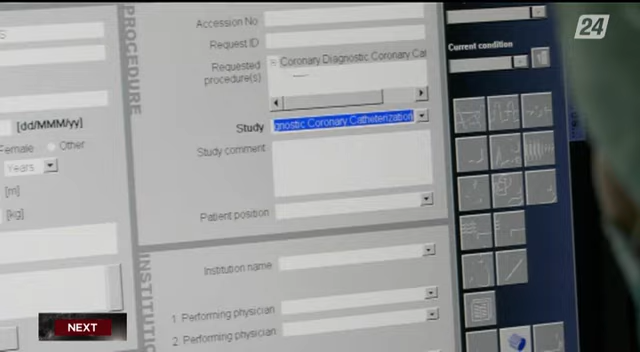 S
[dd/MMM/yy]
Female
Other
Years
[m]
[kg]
PROCEDURE
Accession No
Request ID
Requested
procedure(s)
Coronary Diagnostic Coronary Cat
Study
gnostic Coronary Catheterization
Study comment
Patient position
INSTITUTIO
Institution name
1 Performing physician
2 Performing physician
Current condition
24
NEXT